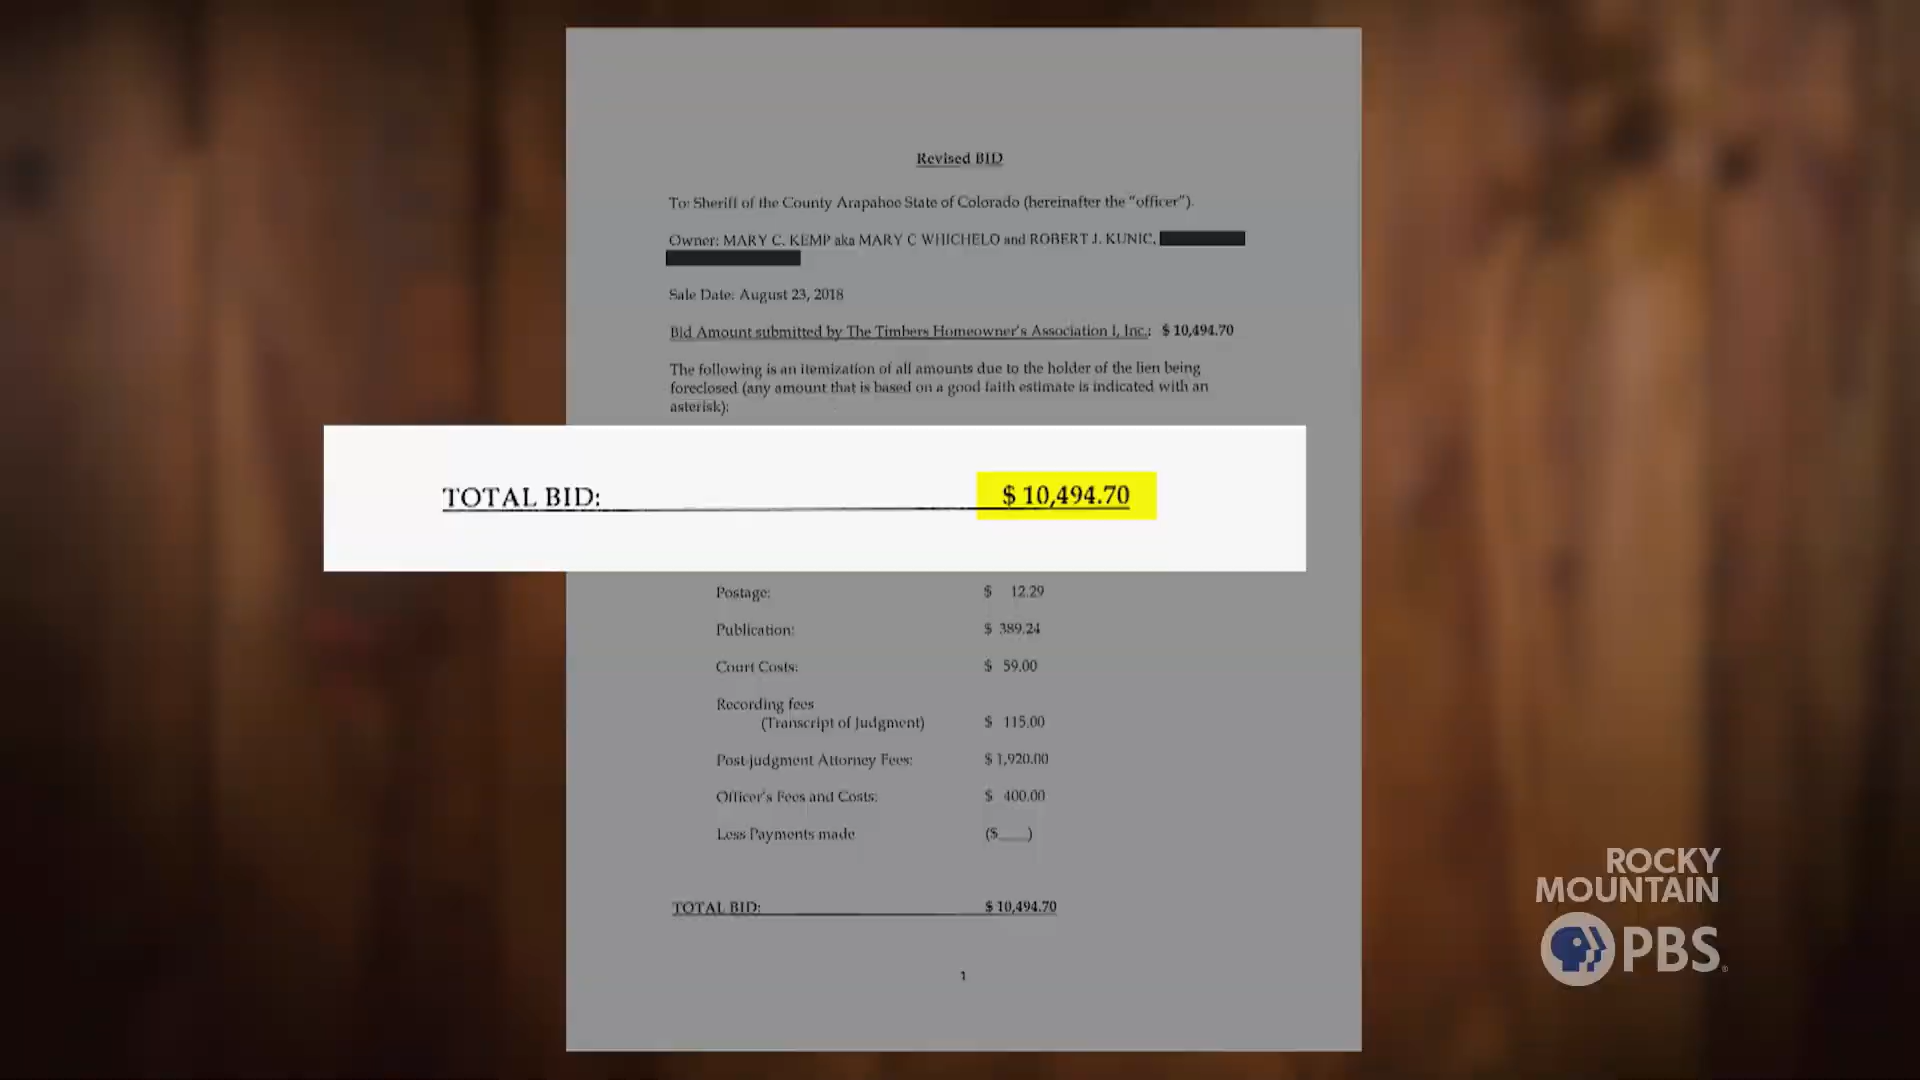 Revised BID
To: Sheriff of the County Arapahoe State of Colorado (hereinafter the "officer").
Owner: MARY C. KEMP aka MARY C WHICHELO and ROBERT J. KUNIC,
Sale Date: August 23, 2018
Bid Amount submitted by The Timbers Homeowner's Association I, Inc.: $ 10,494.70
The following is an itemization of all amounts due to the holder of the lien being
foreclosed (any amount that is based on a good faith estimate is indicated with an
asterisk):
TOTAL BID: $ 10,494.70
Postage: $ 12.29
Publication: $ 389.24
Court Costs: $ 59.00
Recording fees
(Transcript of Judgment) $ 115.00
Post-judgment Attorney Fees: $ 1,920.00
Officer's Fees and Costs: $ 400.00
Less Payments made ($____)
TOTAL BID: $ 10,494.70
1
ROCKY
MOUNTAIN
PBS